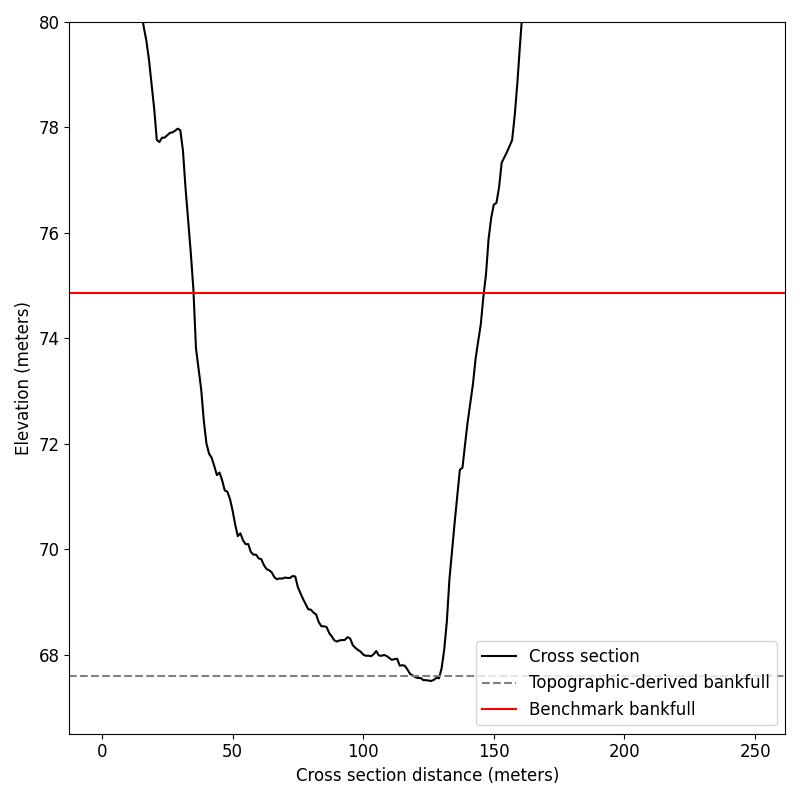 80
78
76
74
72
70
68
Elevation (meters)
0 50 100 150 200 250
Cross section distance (meters)
Cross section
Topographic-derived bankfull
Benchmark bankfull